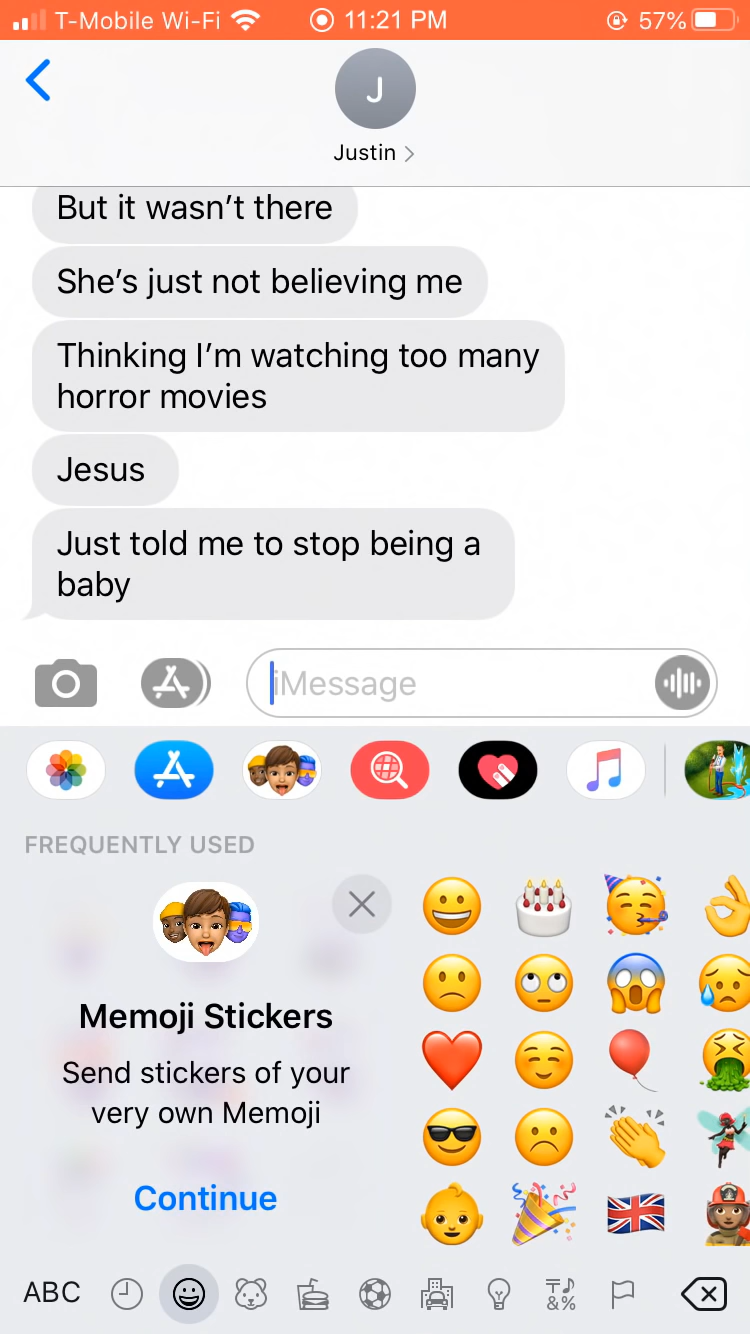 T-Mobile Wi-Fi 11:21 PM 57%
J
Justin
But it wasn’t there
She’s just not believing me
Thinking I’m watching too many
horror movies
Jesus
Just told me to stop being a
baby
iMessage
FREQUENTLY USED
Memoji Stickers
Send stickers of your
very own Memoji
Continue
ABC